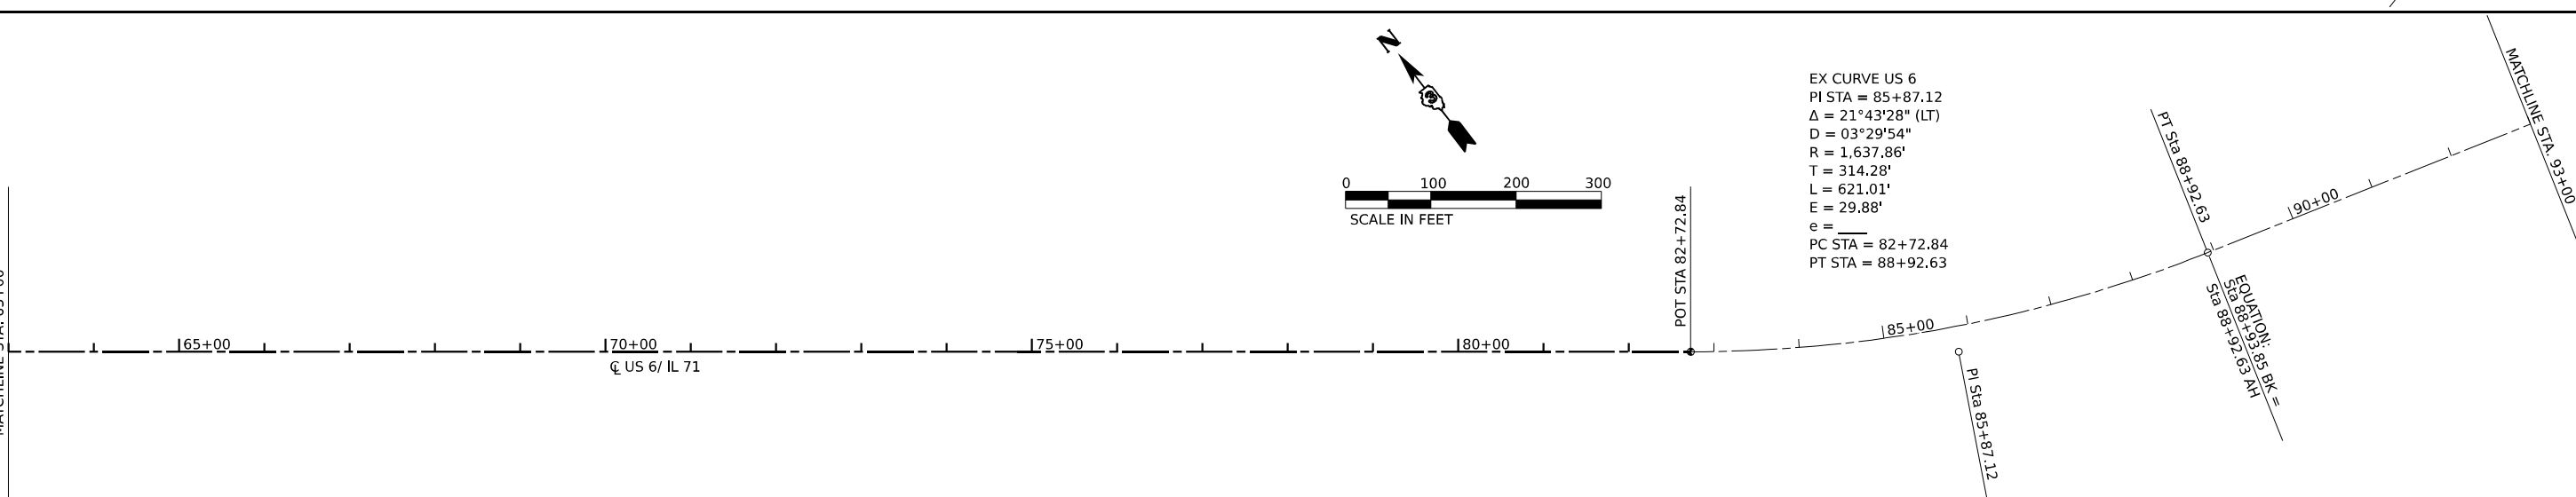 N
3
0 100 200 300
SCALE IN FEET
EX CURVE US 6
PI STA = 85+87.12
Δ = 21°43'28" (LT)
D = 03°29'54"
R = 1,637.86'
T = 314.28'
L = 621.01'
E = 29.88'
e = ____
PC STA = 82+72.84
PT STA = 88+92.63
65+00
70+00
75+00
80+00
85+00
90+00
℄ US 6/ IL 71
POT STA 82+72.84
PI Sta 85+87.12
PT Sta 88+92.63
EQUATION:
Sta 88+93.85 BK =
Sta 88+92.63 AH
MATCHLINE STA. 93+00